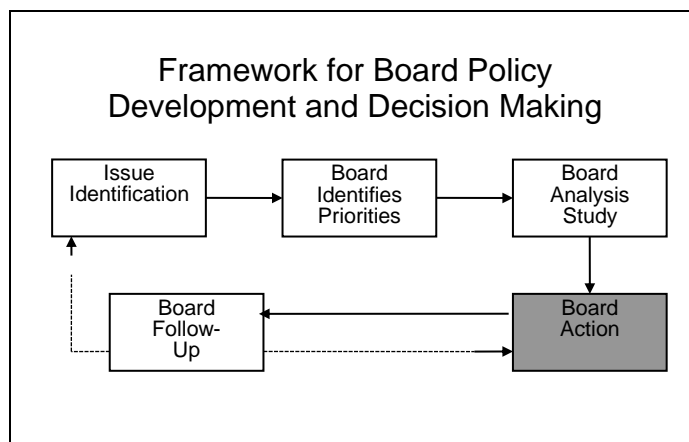 Framework for Board Policy
Development and Decision Making
Issue
Identification
Board
Identifies
Priorities
Board
Analysis
Study
Board
Follow-
Up
Board
Action